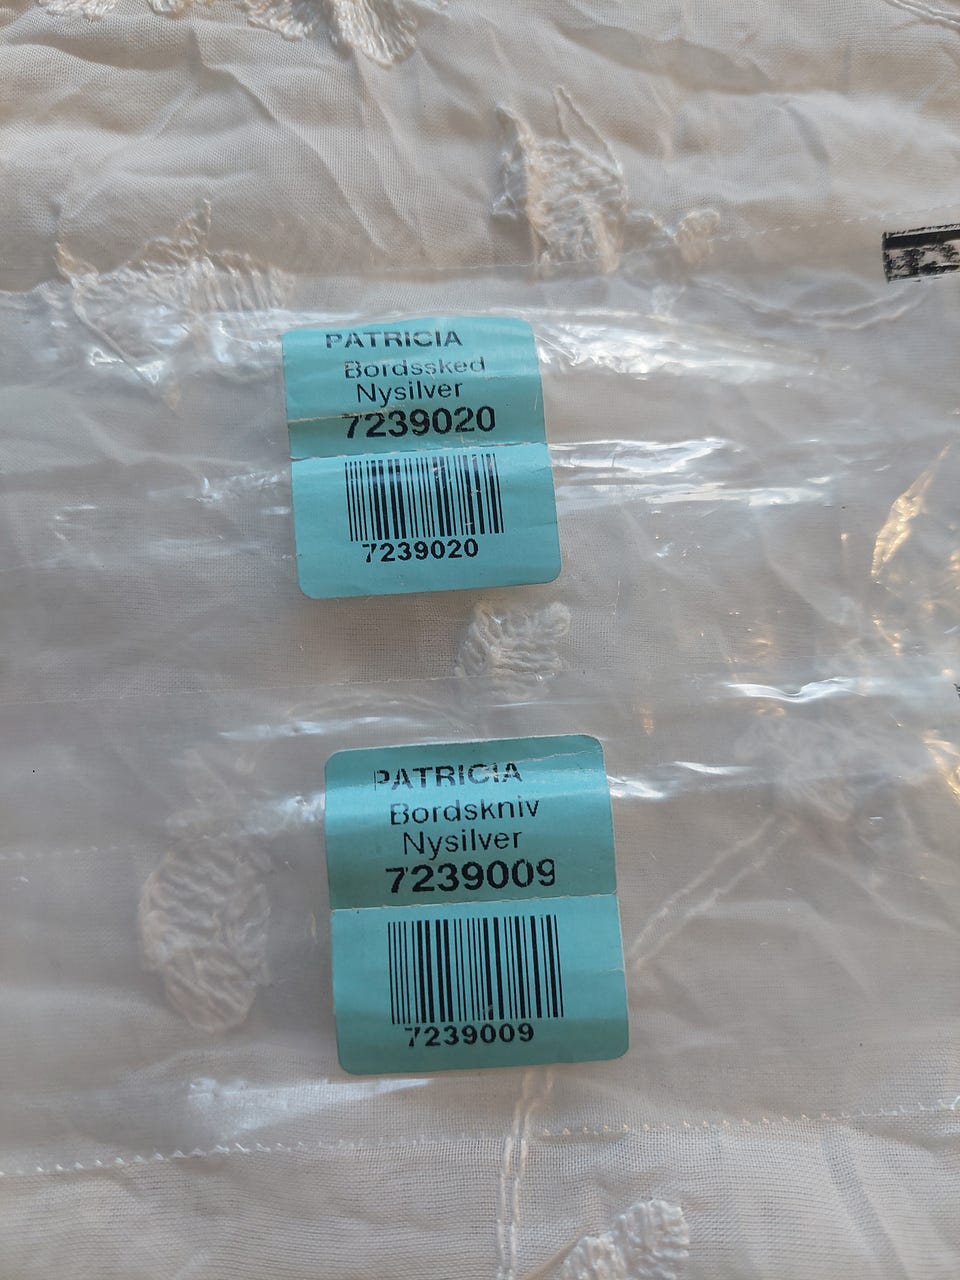 PATRICIA
Bordssked
Nysilver
7239020
7239020
PATRICIA
Bordskniv
Nysilver
7239009
7239009